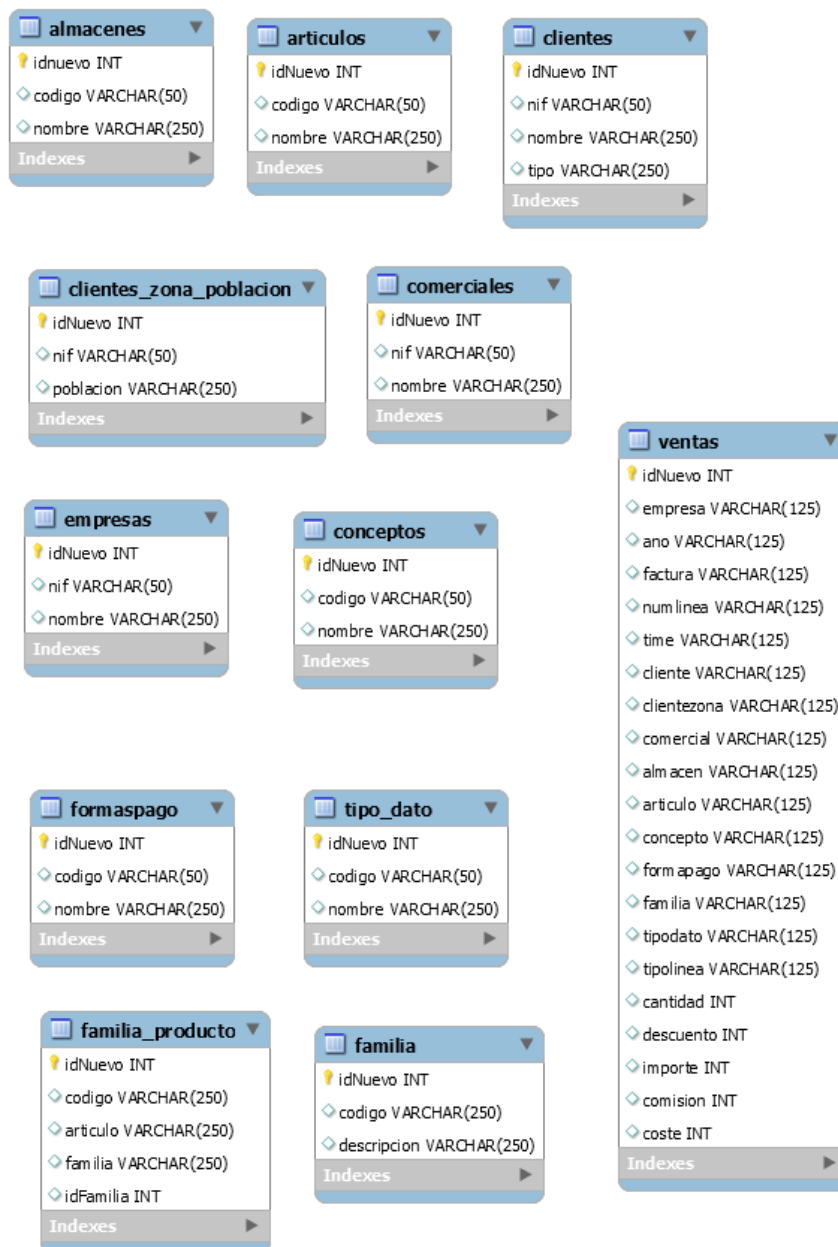 almacenes
idnuevo INT
codigo VARCHAR(50)
nombre VARCHAR(250)
Indexes
articulos
idNuevo INT
codigo VARCHAR(50)
nombre VARCHAR(250)
Indexes
clientes
idNuevo INT
nif VARCHAR(50)
nombre VARCHAR(250)
tipo VARCHAR(250)
Indexes
clientes_zona_poblacion
idNuevo INT
nif VARCHAR(50)
poblacion VARCHAR(250)
Indexes
comerciales
idNuevo INT
nif VARCHAR(50)
nombre VARCHAR(250)
Indexes
empresas
idNuevo INT
nif VARCHAR(50)
nombre VARCHAR(250)
Indexes
conceptos
idNuevo INT
codigo VARCHAR(50)
nombre VARCHAR(250)
Indexes
ventas
idNuevo INT
empresa VARCHAR(125)
ano VARCHAR(125)
factura VARCHAR(125)
numlinea VARCHAR(125)
time VARCHAR(125)
cliente VARCHAR(125)
clientezona VARCHAR(125)
comercial VARCHAR(125)
almacen VARCHAR(125)
articulo VARCHAR(125)
concepto VARCHAR(125)
formapago VARCHAR(125)
familia VARCHAR(125)
tipodato VARCHAR(125)
tipolinea VARCHAR(125)
cantidad INT
descuento INT
importe INT
comision INT
coste INT
Indexes
formaspago
idNuevo INT
codigo VARCHAR(50)
nombre VARCHAR(250)
Indexes
tipo_dato
idNuevo INT
codigo VARCHAR(50)
nombre VARCHAR(250)
Indexes
familia_producto
idNuevo INT
codigo VARCHAR(250)
articulo VARCHAR(250)
familia VARCHAR(250)
idFamilia INT
Indexes
familia
idNuevo INT
codigo VARCHAR(250)
descripcion VARCHAR(250)
Indexes